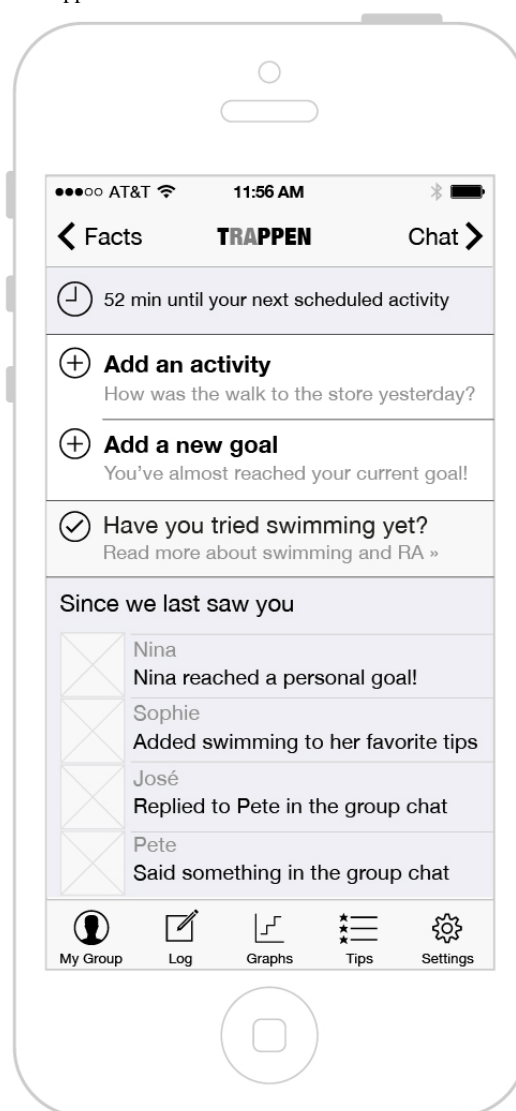 AT&T 11:56 AM
Facts TRAPPEN Chat
52 min until your next scheduled activity
Add an activity
How was the walk to the store yesterday?
Add a new goal
You've almost reached your current goal!
Have you tried swimming yet?
Read more about swimming and RA »
Since we last saw you
Nina
Nina reached a personal goal!
Sophie
Added swimming to her favorite tips
José
Replied to Pete in the group chat
Pete
Said something in the group chat
My Group Log Graphs Tips Settings